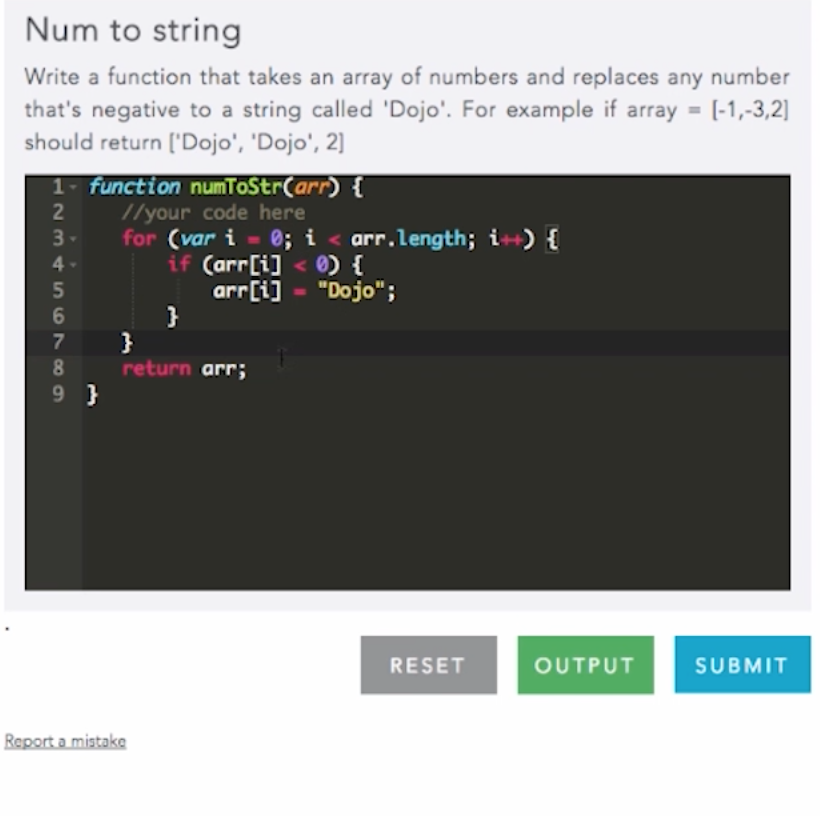 Num to string
Write a function that takes an array of numbers and replaces any number
that's negative to a string called 'Dojo'. For example if array = [-1,-3,2]
should return ['Dojo', 'Dojo', 2]
1 function numToStr(arr) {
2 //your code here
3 for (var i = 0; i < arr.length; i++) {
4 if (arr[i] < 0) {
5 arr[i] = "Dojo";
6 }
7 }
8 return arr;
9 }
.
RESET OUTPUT SUBMIT
Report a mistake